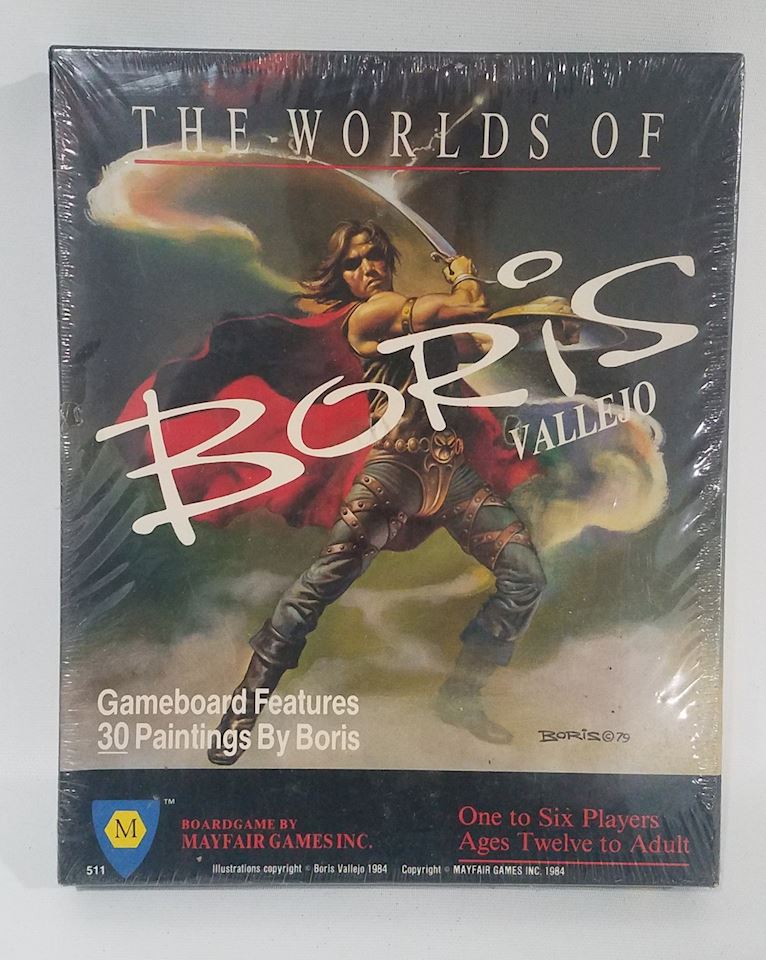 THE WORLDS OF
BORIS
VALLEJO
Gameboard Features
30 Paintings By Boris
BORIS © 79
M
TM
BOARDGAME BY
MAYFAIR GAMES INC.
One to Six Players
Ages Twelve to Adult
511
Illustrations copyright Boris Vallejo 1984 Copyright MAYFAIR GAMES INC. 1984